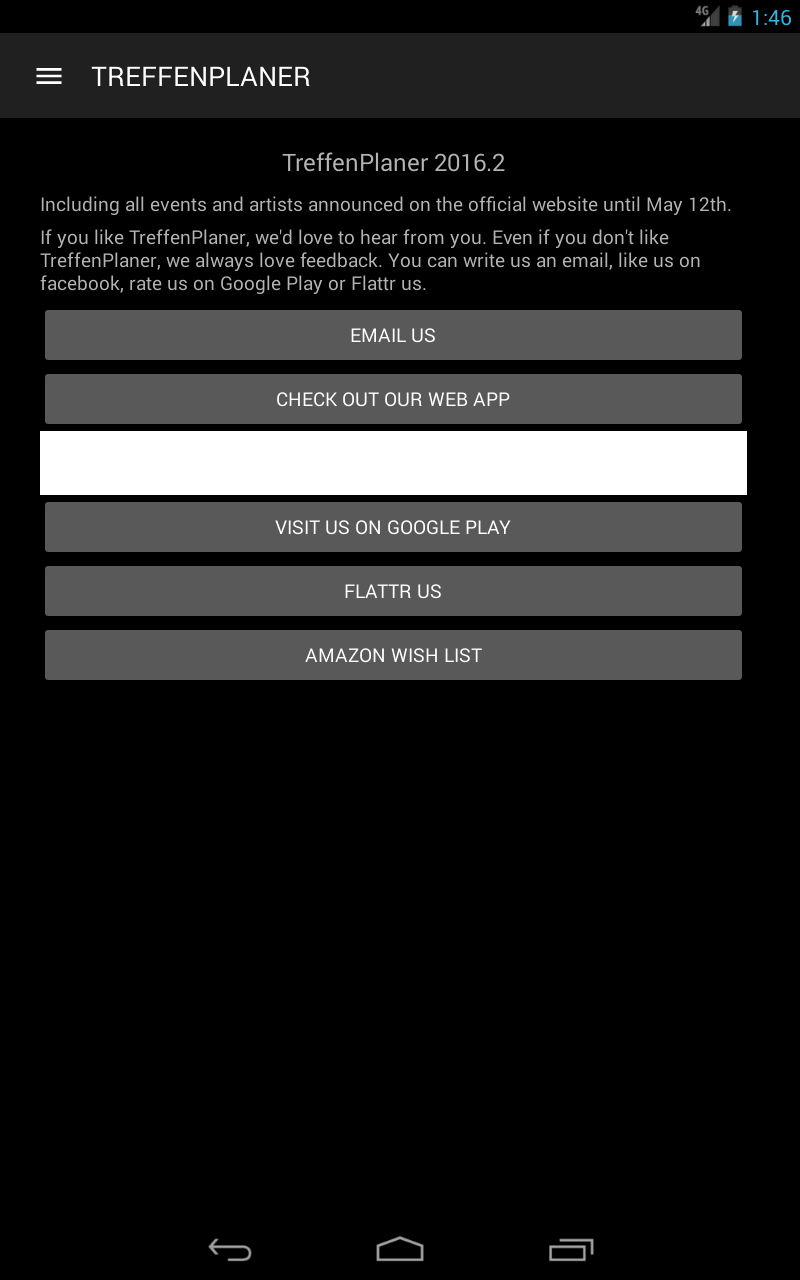 4G 1:46
TREFFENPLANER
TreffenPlaner 2016.2
Including all events and artists announced on the official website until May 12th.
If you like TreffenPlaner, we'd love to hear from you. Even if you don't like
TreffenPlaner, we always love feedback. You can write us an email, like us on
facebook, rate us on Google Play or Flattr us.
EMAIL US
CHECK OUT OUR WEB APP
VISIT US ON GOOGLE PLAY
FLATTR US
AMAZON WISH LIST